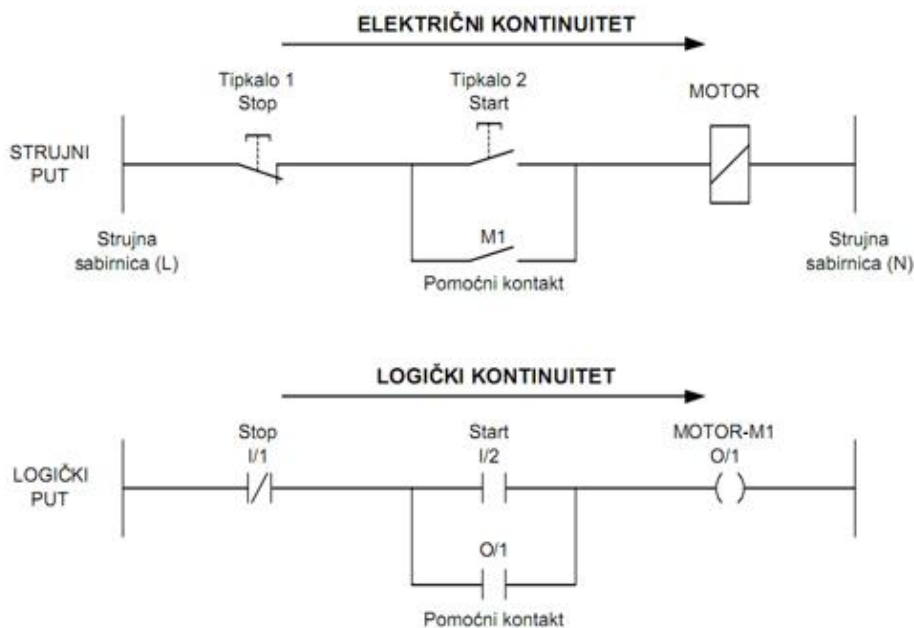 ELEKTRIČNI KONTINUITET
Tipkalo 1
Stop
Tipkalo 2
Start
MOTOR
STRUJNI
PUT
Strujna
sabirnica (L)
M1
Pomoćni kontakt
Strujna
sabirnica (N)
LOGIČKI KONTINUITET
Stop
I/1
Start
I/2
MOTOR-M1
O/1
LOGIČKI
PUT
O/1
Pomoćni kontakt